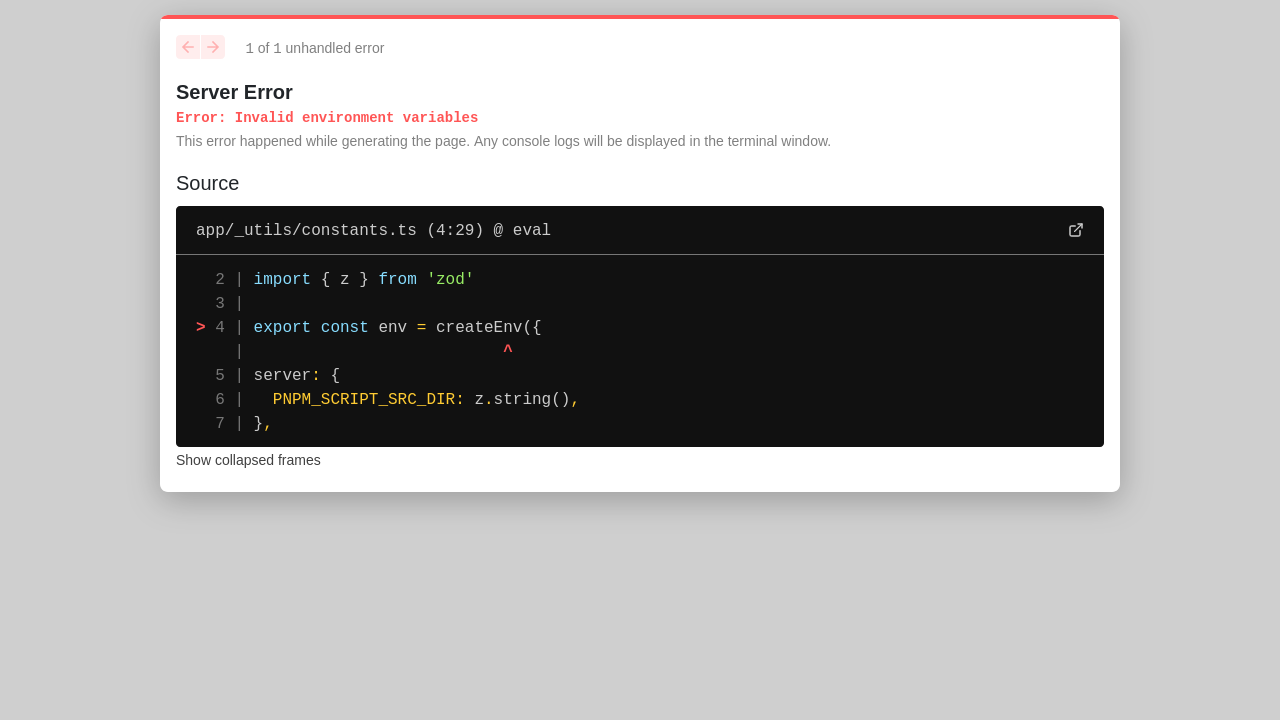 1 of 1 unhandled error
Server Error
Error: Invalid environment variables
This error happened while generating the page. Any console logs will be displayed in the terminal window.
Source
app/_utils/constants.ts (4:29) @ eval
  2 | import { z } from 'zod'
  3 |
> 4 | export const env = createEnv({
    |                            ^
  5 | server: {
  6 |   PNPM_SCRIPT_SRC_DIR: z.string(),
  7 | },
Show collapsed frames